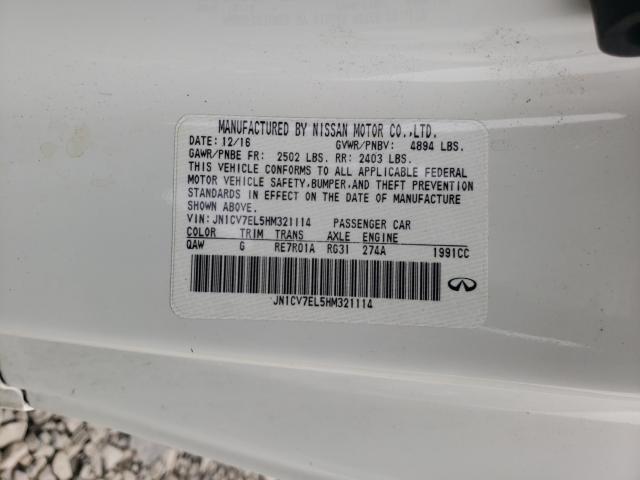 MANUFACTURED BY NISSAN MOTOR CO.,LTD.
DATE: 12/16 GVWR/PNBV: 4894 LBS.
GAWR/PNBE FR: 2502 LBS. RR: 2403 LBS.
THIS VEHICLE CONFORMS TO ALL APPLICABLE FEDERAL
MOTOR VEHICLE SAFETY,BUMPER,AND THEFT PREVENTION
STANDARDS IN EFFECT ON THE DATE OF MANUFACTURE
SHOWN ABOVE.
VIN: JN1CV7EL5HM321114 PASSENGER CAR
COLOR TRIM TRANS AXLE ENGINE
QAW G RE7R01A RG31 274A 1991CC
JN1CV7EL5HM321114